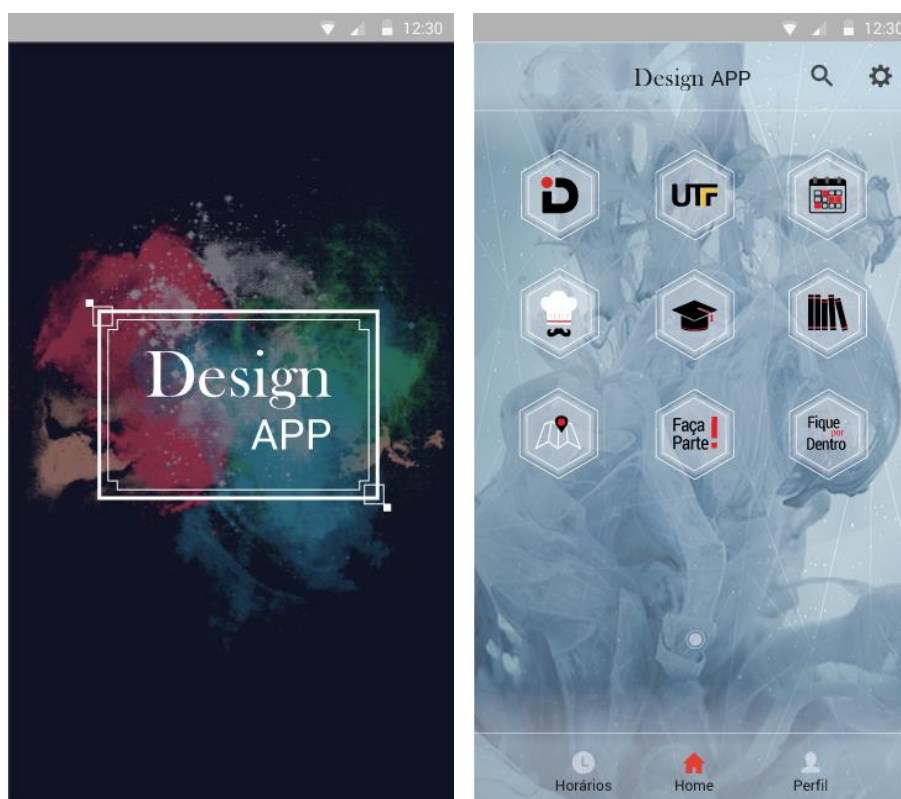 12:30
Design
APP
12:30
Design APP
D
UTF
Faça
Parte!
Fique
por
Dentro
Horários
Home
Perfil